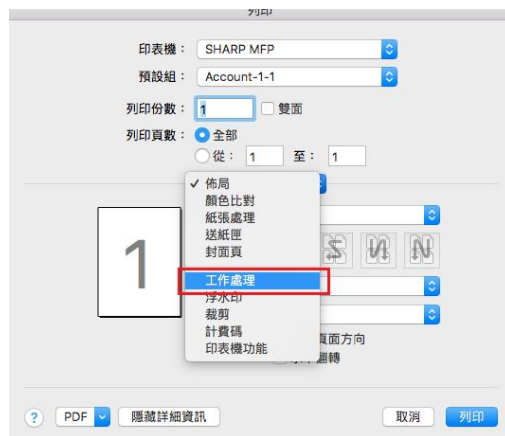 列印
印表機： SHARP MFP
預設組： Account-1-1
列印份數： 1 雙面
列印頁數： 全部
從： 1 至： 1
✓ 佈局
顏色比對
紙張處理
送紙匣
封面頁
工作處理
浮水印
裁剪
計費碼
印表機功能
頁面方向
翻轉
1
? PDF 隱藏詳細資訊 取消 列印